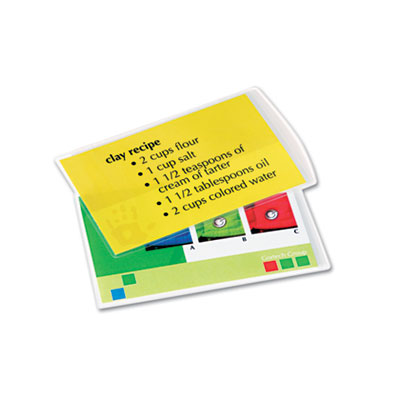 clay recipe
• 2 cups flour
• 1 cup salt
• 1 1/2 teaspoons of
cream of tarter
• 1 1/2 tablespoons oil
• 2 cups colored water
A B C
Group